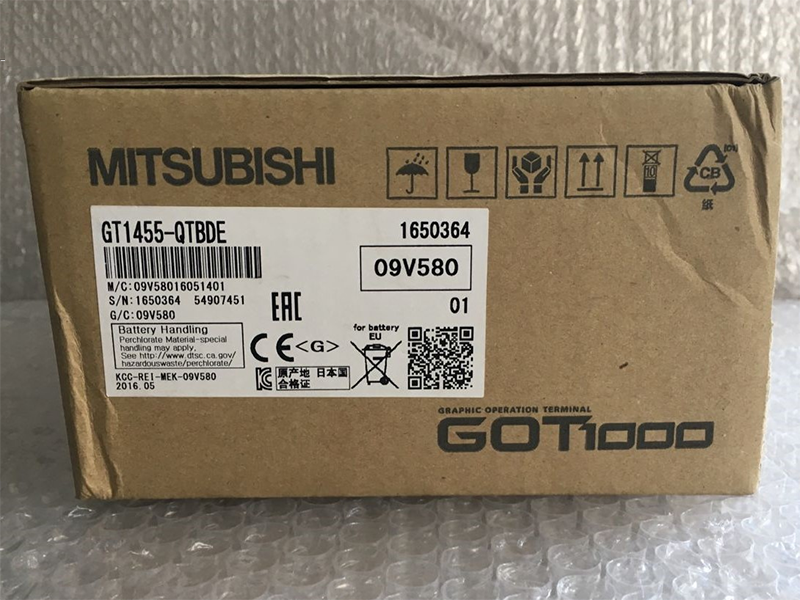 MITSUBISHI
CB
紙
GT1455-QTBDE
1650364
09V580
M/C:09V58016051401
S/N:1650364 54907451
G/C:09V580
EAC
01
Battery Handling
Perchlorate Material-special
handling may apply.
See http://www.dtsc.ca.gov/
hazardouswaste/perchlorate/
CE <G>
for battery
EU
KCC-REI-MEK-09V580
2016.05
原产地 日本国
合格证
GRAPHIC OPERATION TERMINAL
GOT1000